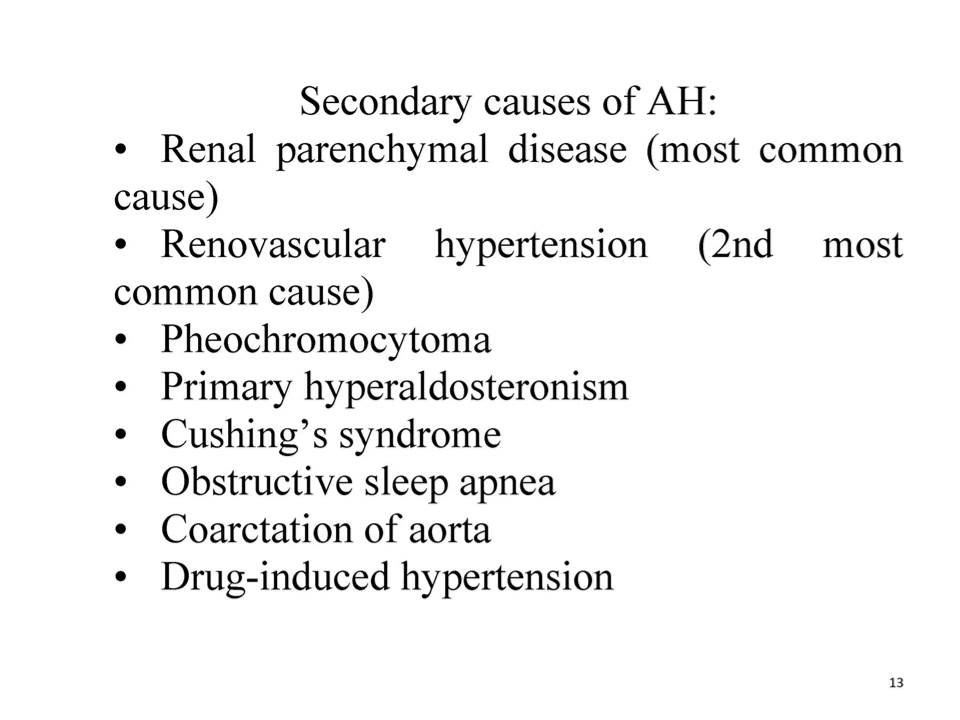 Secondary causes of AH:
• Renal parenchymal disease (most common
cause)
• Renovascular hypertension (2nd most
common cause)
• Pheochromocytoma
• Primary hyperaldosteronism
• Cushing’s syndrome
• Obstructive sleep apnea
• Coarctation of aorta
• Drug-induced hypertension
13